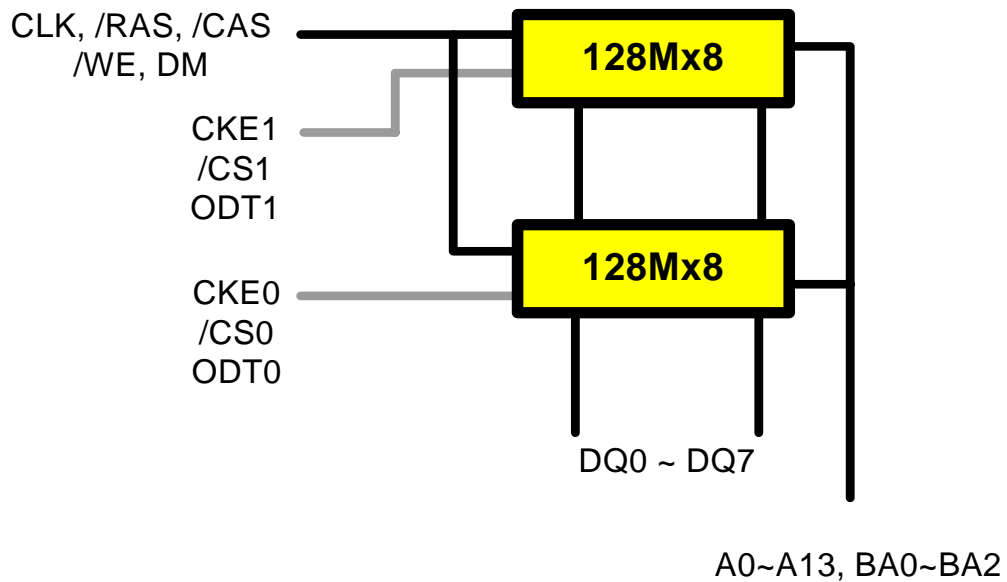 CLK, /RAS, /CAS
/WE, DM
128Mx8
CKE1
/CS1
ODT1
128Mx8
CKE0
/CS0
ODT0
DQ0 ~ DQ7
A0~A13, BA0~BA2